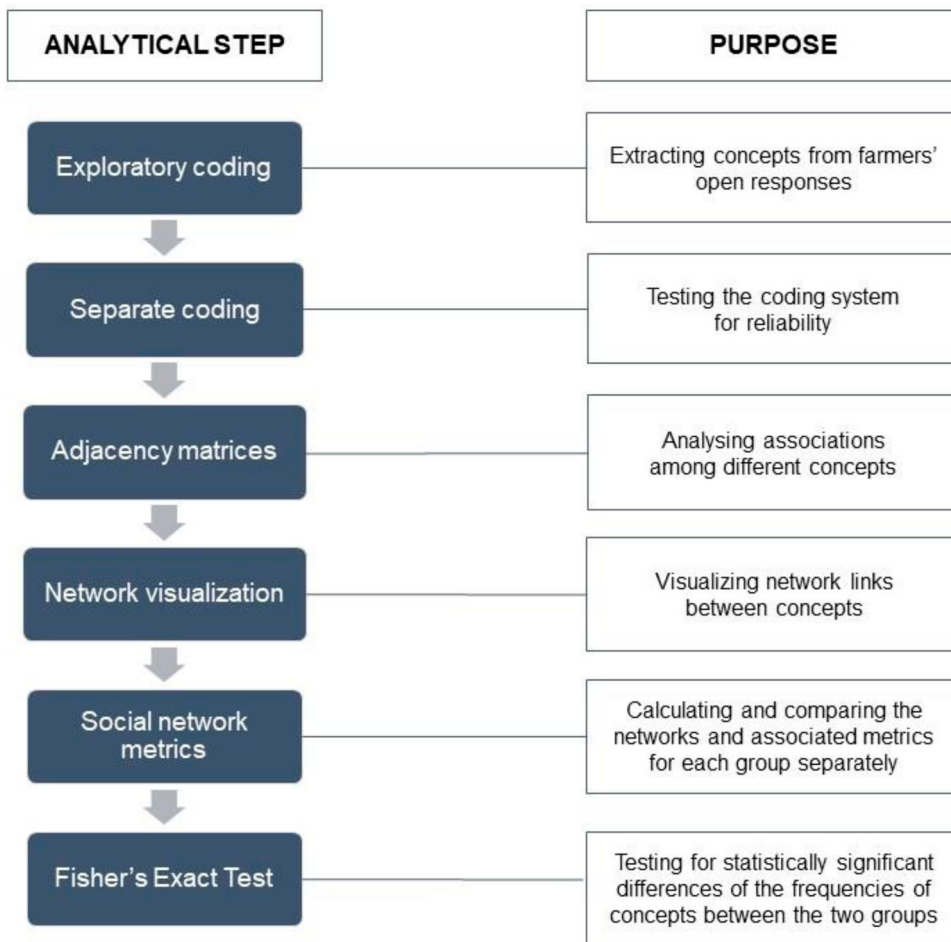 ANALYTICAL STEP
PURPOSE
Exploratory coding
Extracting concepts from farmers’
open responses
Separate coding
Testing the coding system
for reliability
Adjacency matrices
Analysing associations
among different concepts
Network visualization
Visualizing network links
between concepts
Social network
metrics
Calculating and comparing the
networks and associated metrics
for each group separately
Fisher’s Exact Test
Testing for statistically significant
differences of the frequencies of
concepts between the two groups